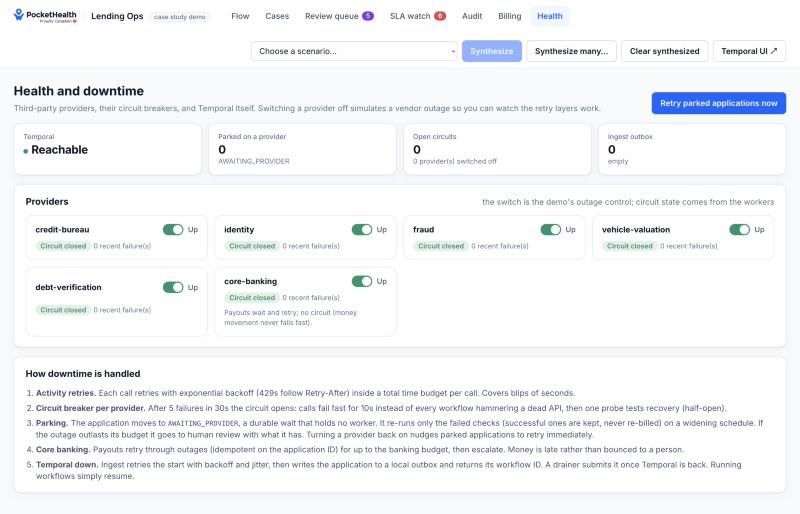 PocketHealth
Proudly Canadian
Lending Ops
case study demo
Flow
Cases
Review queue 5
SLA watch 6
Audit
Billing
Health
Choose a scenario...
Synthesize
Synthesize many...
Clear synthesized
Temporal UI ↗
Health and downtime
Third-party providers, their circuit breakers, and Temporal itself. Switching a provider off simulates a vendor outage so you can watch the retry layers work.
Retry parked applications now
Temporal
Reachable
Parked on a provider
0
AWAITING_PROVIDER
Open circuits
0
0 provider(s) switched off
Ingest outbox
0
empty
Providers
the switch is the demo's outage control; circuit state comes from the workers
credit-bureau
Up
Circuit closed 0 recent failure(s)
identity
Up
Circuit closed 0 recent failure(s)
fraud
Up
Circuit closed 0 recent failure(s)
vehicle-valuation
Up
Circuit closed 0 recent failure(s)
debt-verification
Up
Circuit closed 0 recent failure(s)
core-banking
Up
Circuit closed 0 recent failure(s)
Payouts wait and retry; no circuit (money
movement never fails fast).
How downtime is handled
1. Activity retries. Each call retries with exponential backoff (429s follow Retry-After) inside a total time budget per call. Covers blips of seconds.
2. Circuit breaker per provider. After 5 failures in 30s the circuit opens: calls fail fast for 10s instead of every workflow hammering a dead API, then one probe tests recovery (half-open).
3. Parking. The application moves to AWAITING_PROVIDER, a durable wait that holds no worker. It re-runs only the failed checks (successful ones are kept, never re-billed) on a widening schedule. If
the outage outlasts its budget it goes to human review with what it has. Turning a provider back on nudges parked applications to retry immediately.
4. Core banking. Payouts retry through outages (idempotent on the application ID) for up to the banking budget, then escalate. Money is late rather than bounced to a person.
5. Temporal down. Ingest retries the start with backoff and jitter, then writes the application to a local outbox and returns its workflow ID. A drainer submits it once Temporal is back. Running
workflows simply resume.